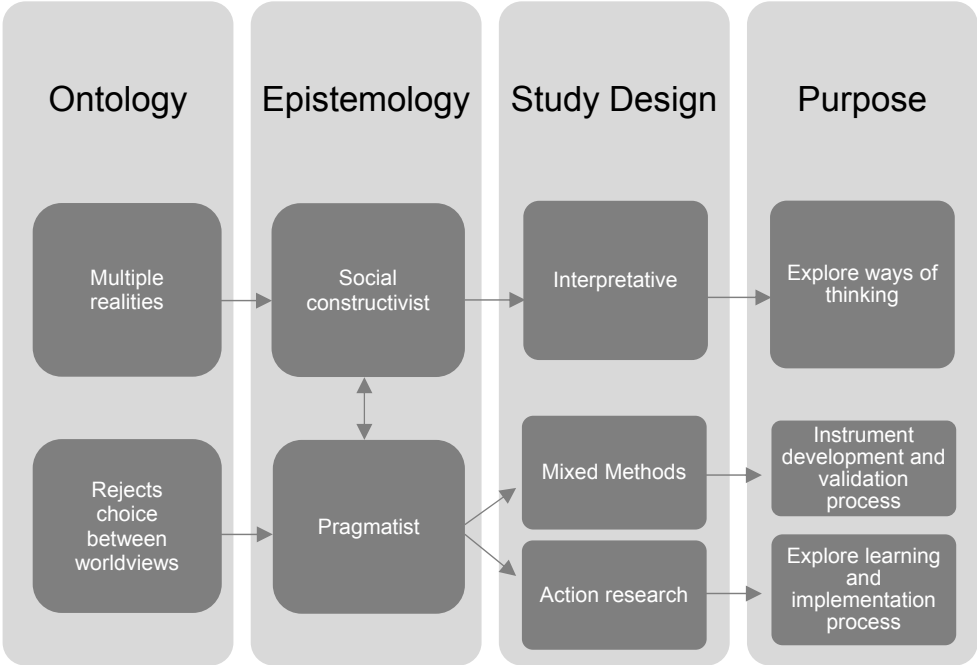 Ontology
Epistemology
Study Design
Purpose
Multiple
realities
Social
constructivist
Interpretative
Explore ways of
thinking
Rejects
choice
between
worldviews
Pragmatist
Mixed Methods
Instrument
development and
validation
process
Action research
Explore learning
and
implementation
process